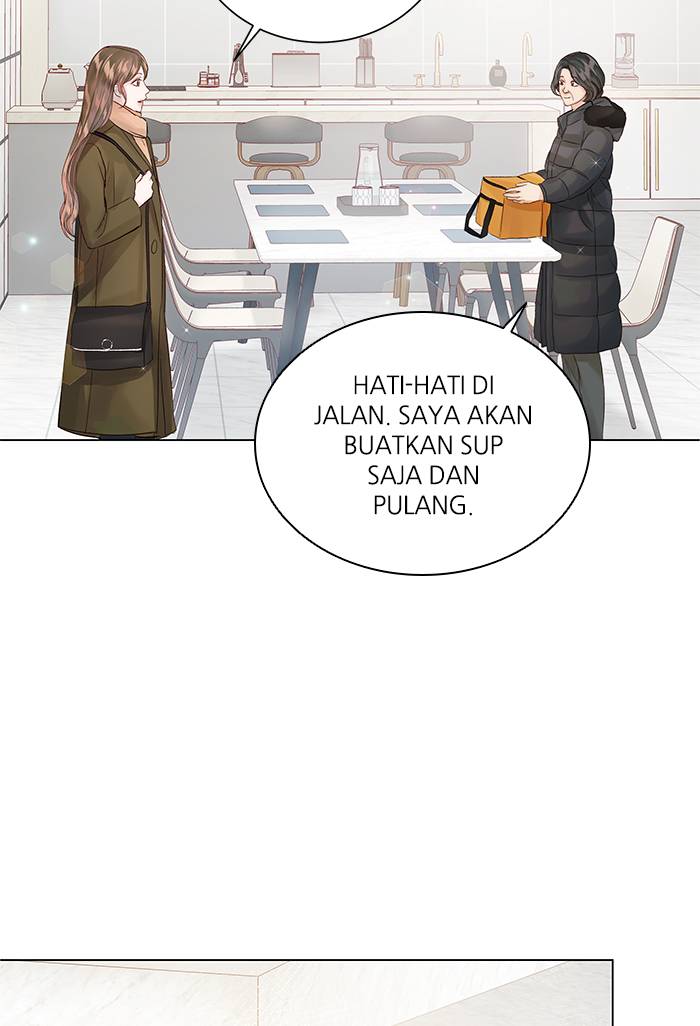 HATI-HATI DI
JALAN. SAYA AKAN
BUATKAN SUP
SAJA DAN
PULANG.